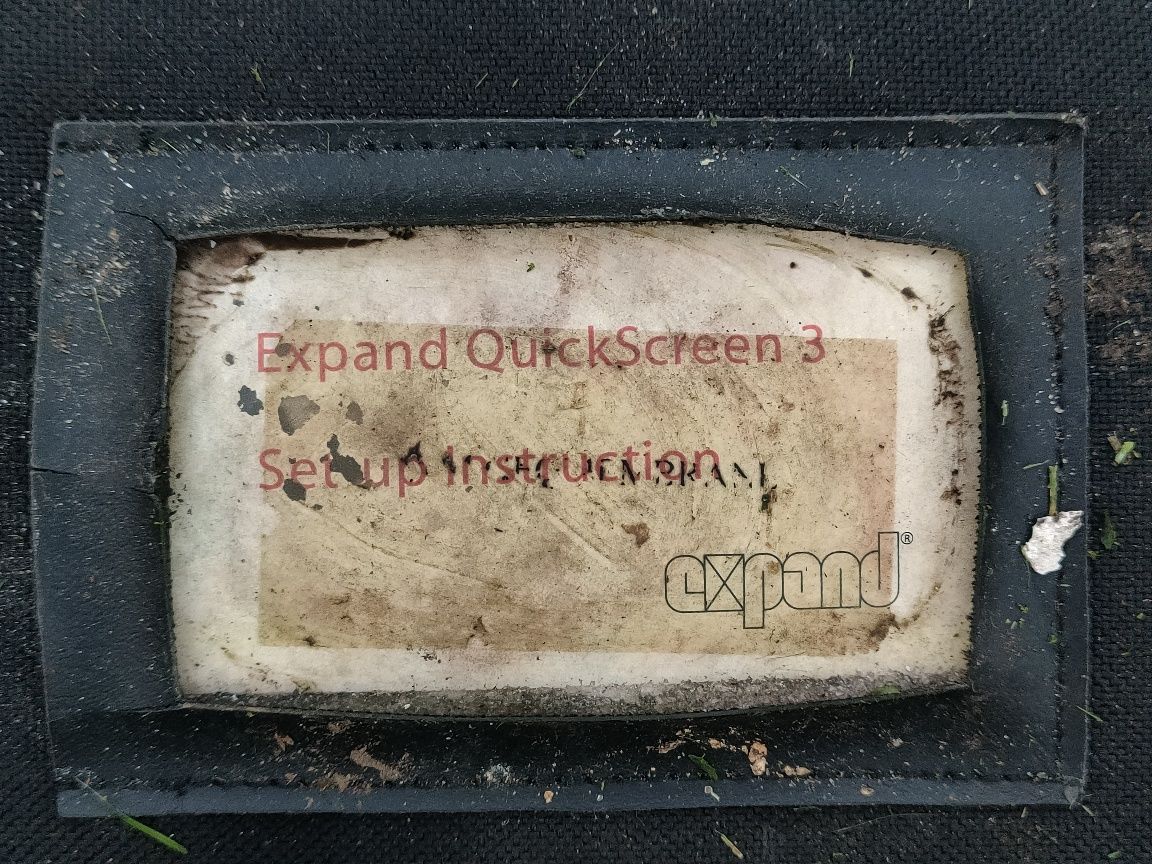 Expand QuickScreen 3
Set up Instruction
expand®